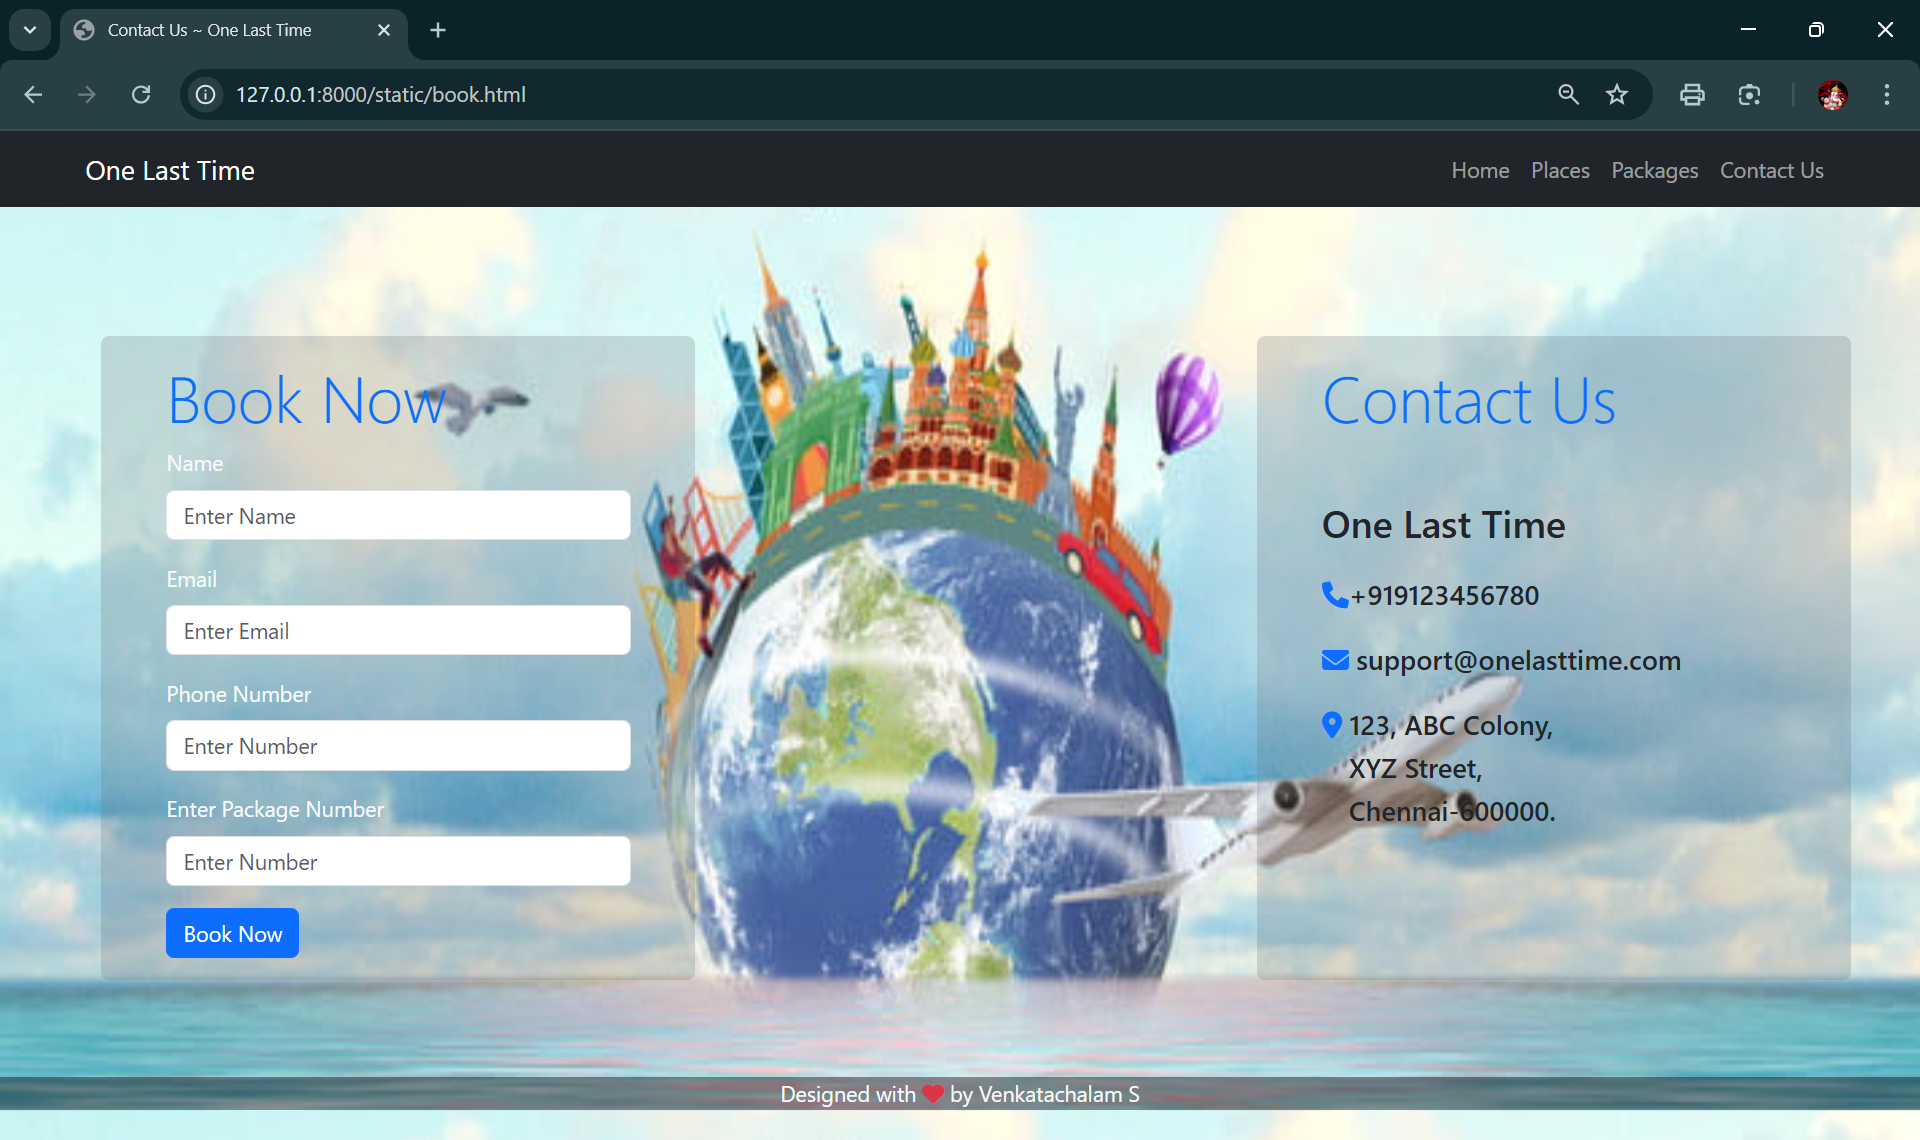 Contact Us ~ One Last Time
127.0.0.1:8000/static/book.html
One Last Time
Home Places Packages Contact Us
Book Now
Name
Enter Name
Email
Enter Email
Phone Number
Enter Number
Enter Package Number
Enter Number
Book Now
Contact Us
One Last Time
+919123456780
support@onelasttime.com
123, ABC Colony,
XYZ Street,
Chennai-600000.
Designed with ❤ by Venkatachalam S